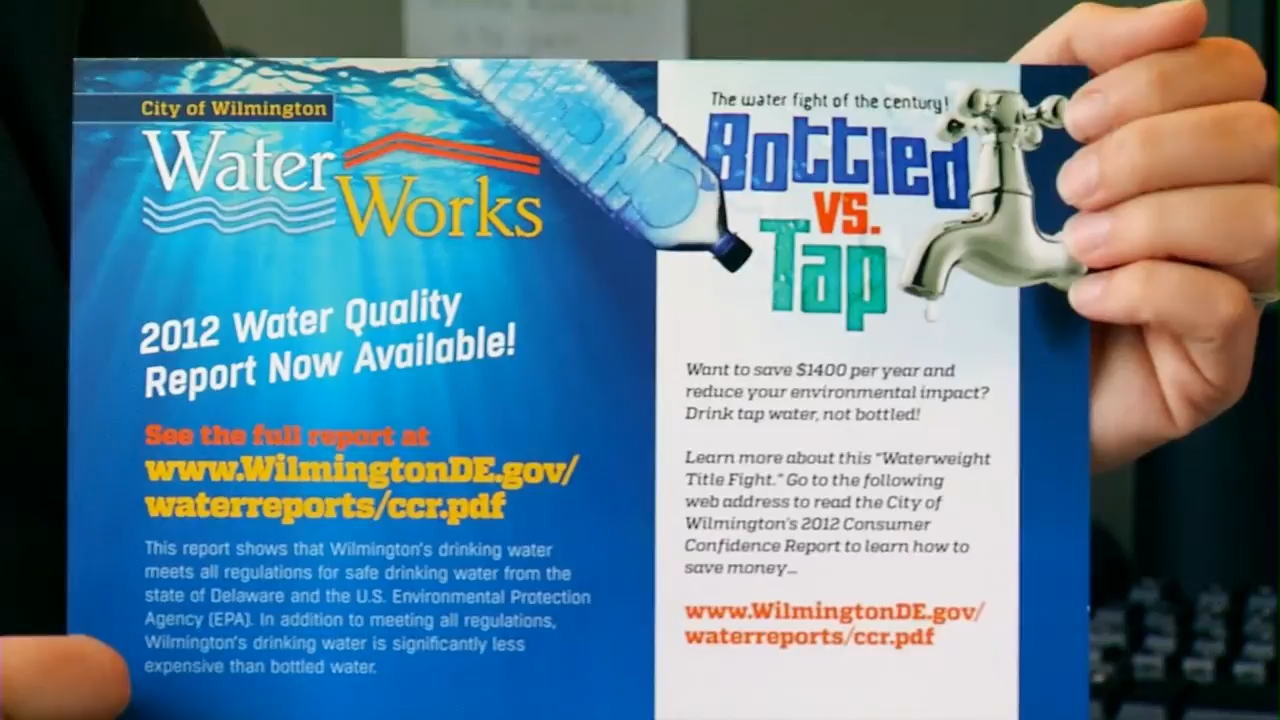 City of Wilmington
Water
Works
2012 Water Quality
Report Now Available!
See the full report at
www.WilmingtonDE.gov/
waterreports/ccr.pdf
This report shows that Wilmington's drinking water
meets all regulations for safe drinking water from the
state of Delaware and the U.S. Environmental Protection
Agency (EPA). In addition to meeting all regulations,
Wilmington's drinking water is significantly less
expensive than bottled water.
The water fight of the century!
Bottled
vs.
Tap
Want to save $1400 per year and
reduce your environmental impact?
Drink tap water, not bottled!
Learn more about this "Waterweight
Title Fight." Go to the following
web address to read the City of
Wilmington's 2012 Consumer
Confidence Report to learn how to
save money...
www.WilmingtonDE.gov/
waterreports/ccr.pdf